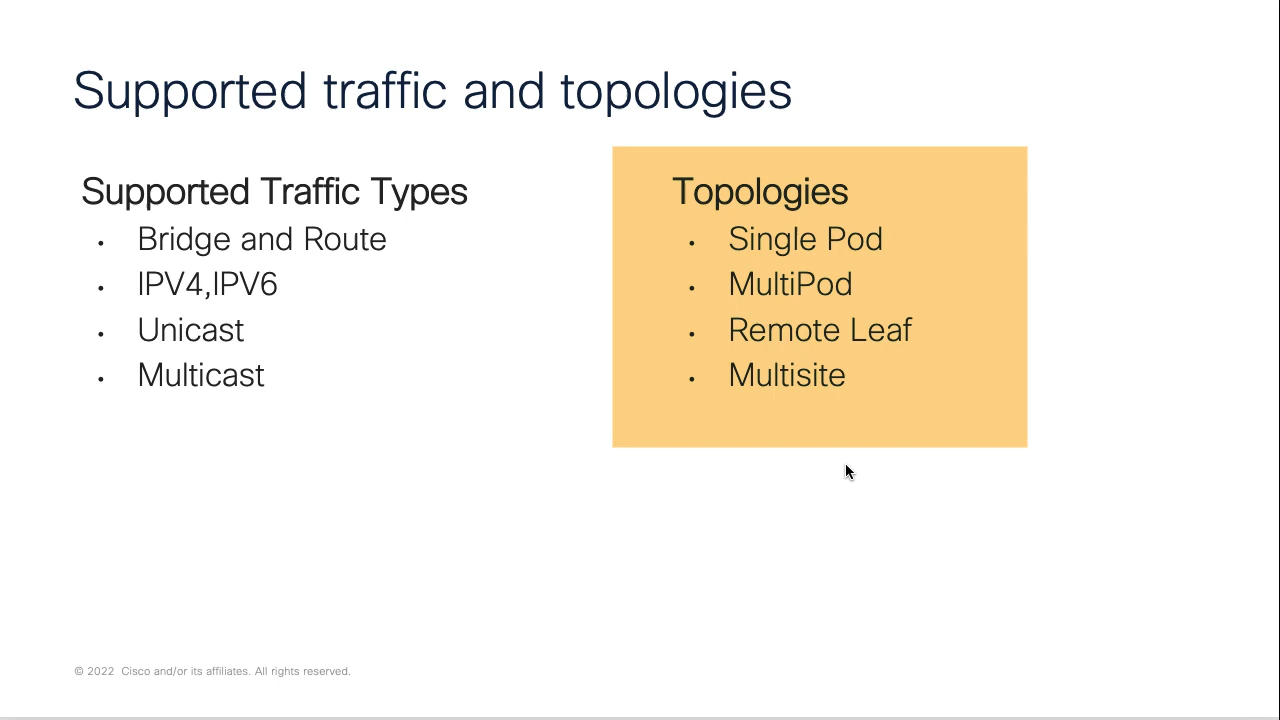 Supported traffic and topologies
Supported Traffic Types
• Bridge and Route
• IPV4,IPV6
• Unicast
• Multicast
Topologies
• Single Pod
• MultiPod
• Remote Leaf
• Multisite
© 2022 Cisco and/or its affiliates. All rights reserved.